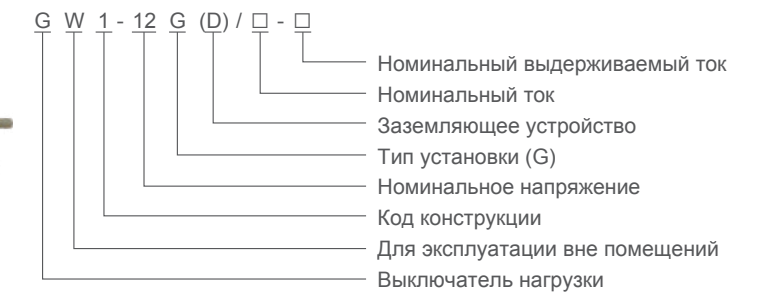 G W 1 - 12 G (D) / □ - □
Номинальный выдерживаемый ток
Номинальный ток
Заземляющее устройство
Тип установки (G)
Номинальное напряжение
Код конструкции
Для эксплуатации вне помещений
Выключатель нагрузки